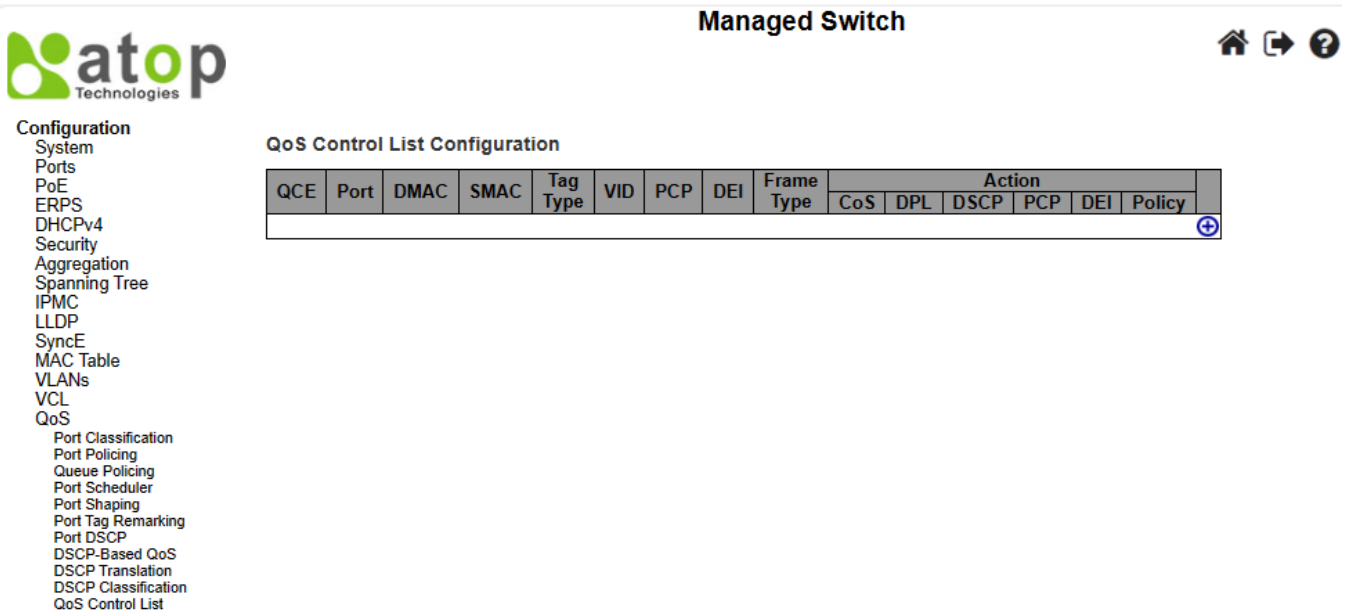 Managed Switch
atop
Technologies
Configuration
System
Ports
PoE
ERPS
DHCPv4
Security
Aggregation
Spanning Tree
IPMC
LLDP
SyncE
MAC Table
VLANs
VCL
QoS
Port Classification
Port Policing
Queue Policing
Port Scheduler
Port Shaping
Port Tag Remarking
Port DSCP
DSCP-Based QoS
DSCP Translation
DSCP Classification
QoS Control List
QoS Control List Configuration
QCE Port DMAC SMAC Tag Type VID PCP DEI Frame Type Action
CoS DPL DSCP PCP DEI Policy